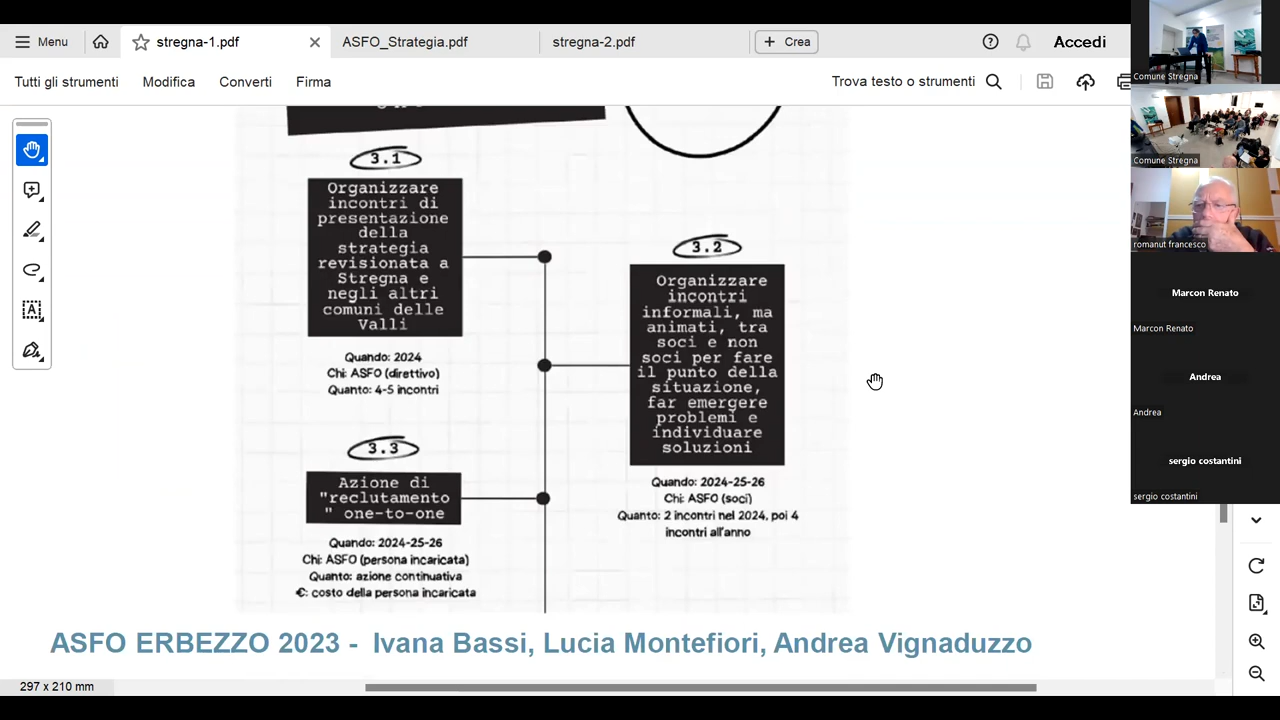 Menu
stregna-1.pdf
ASFO_Strategia.pdf
stregna-2.pdf
Crea
Accedi
Tutti gli strumenti
Modifica
Converti
Firma
Trova testo o strumenti
3.1
Organizzare
incontri di
presentazione
della
strategia
revisionata a
Stregna e
negli altri
comuni delle
Valli
Quando: 2024
Chi: ASFO (direttivo)
Quanto: 4-5 incontri
3.2
Organizzare
incontri
informali, ma
animati, tra
soci e non
soci per fare
il punto della
situazione,
far emergere
problemi e
individuare
soluzioni
Quando: 2024-25-26
Chi: ASFO (soci)
Quanto: 2 incontri nel 2024, poi 4
incontri all'anno
3.3
Azione di
"reclutamento
" one-to-one
Quando: 2024-25-26
Chi: ASFO (persona incaricata)
Quanto: azione continuativa
€: costo della persona incaricata
ASFO ERBEZZO 2023 - Ivana Bassi, Lucia Montefiori, Andrea Vignaduzzo
297 x 210 mm
Comune Stregna
Comune Stregna
romanut francesco
Marcon Renato
Marcon Renato
Andrea
Andrea
sergio costantini
sergio costantini